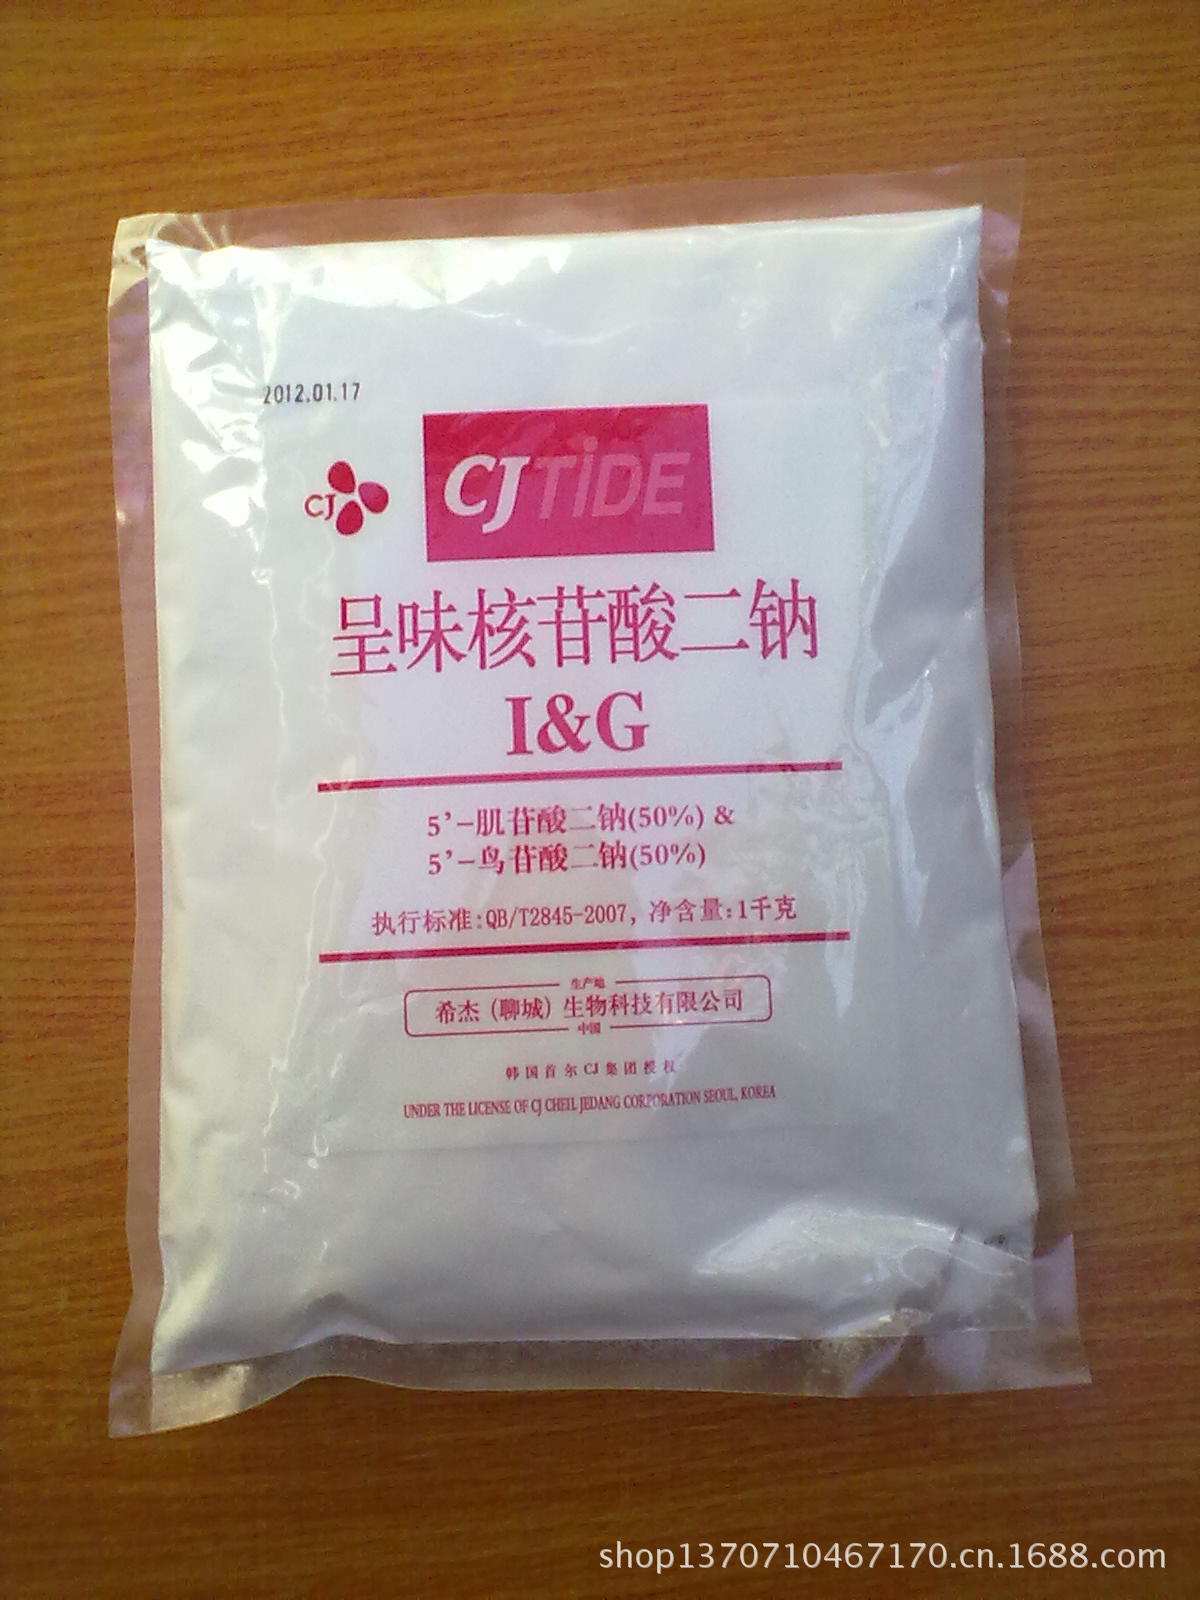 2012.01.17
CJ
CJTIDE
呈味核苷酸二钠
I&G
5’-肌苷酸二钠(50%) &
5’-鸟苷酸二钠(50%)
执行标准:QB/T2845-2007, 净含量:1千克
生产地
希杰 (聊城) 生物科技有限公司
中国
韩国首尔 CJ 集团授权
UNDER THE LICENSE OF CJ CHEIL JEDANG CORPORATION SEOUL, KOREA
shop1370710467170.cn.1688.com